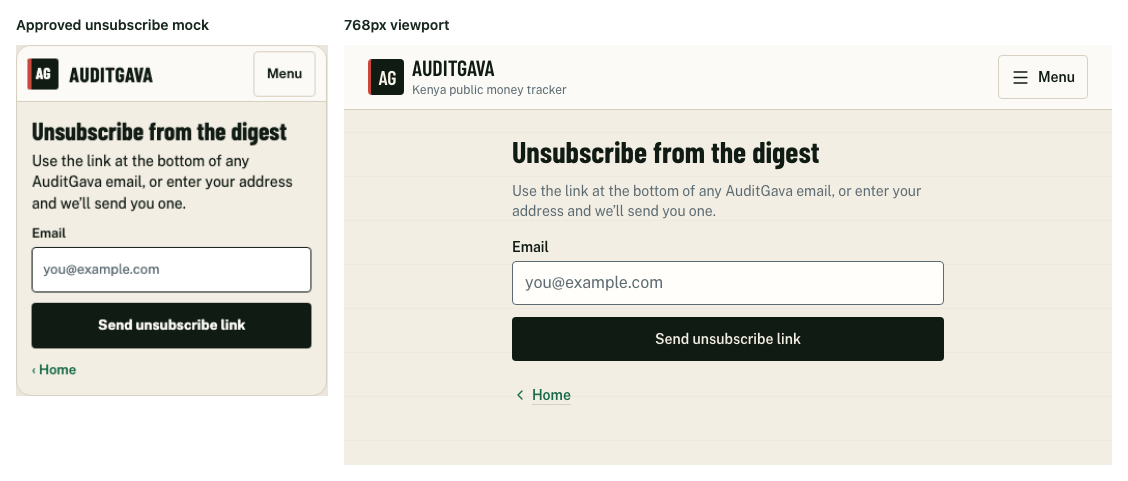 Approved unsubscribe mock
AG AUDITGAVA
Menu
Unsubscribe from the digest
Use the link at the bottom of any
AuditGava email, or enter your address
and we’ll send you one.
Email
you@example.com
Send unsubscribe link
‹ Home
768px viewport
AG AUDITGAVA
Kenya public money tracker
Menu
Unsubscribe from the digest
Use the link at the bottom of any AuditGava email, or enter your
address and we’ll send you one.
Email
you@example.com
Send unsubscribe link
Home